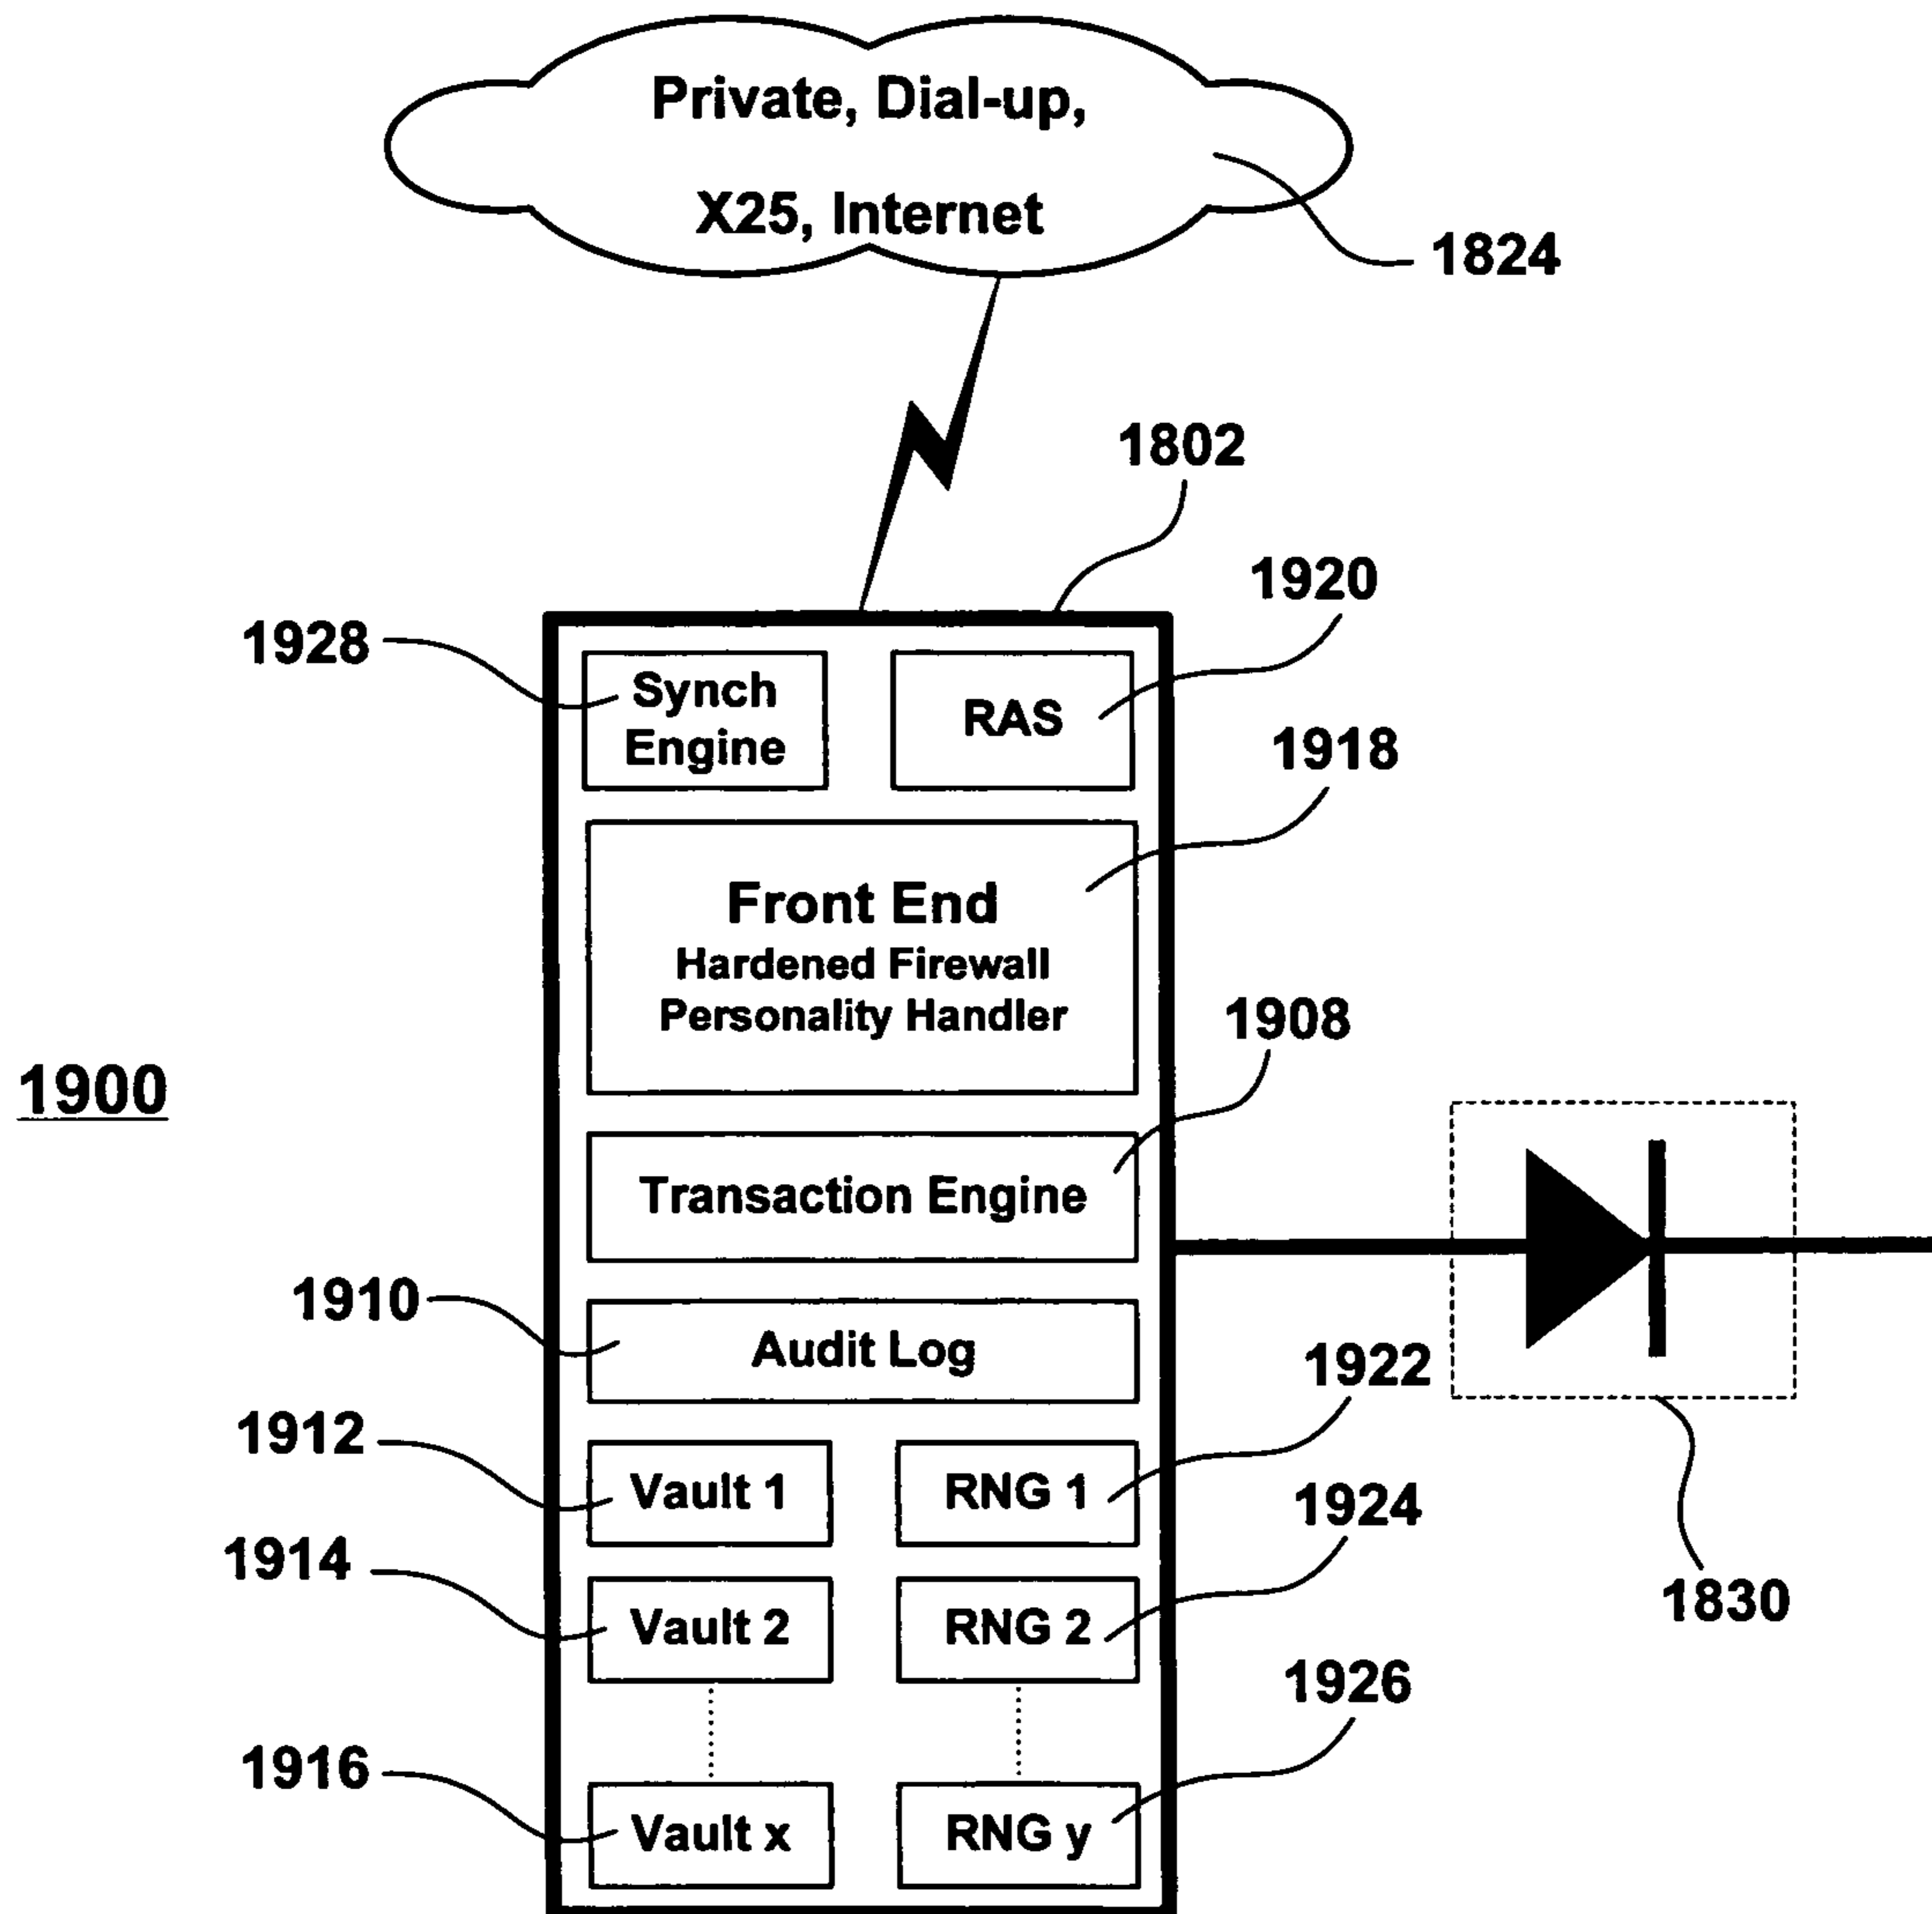 Private, Dial-up,
X25, Internet
1824
1802
1920
1928
Synch
Engine
RAS
1918
Front End
Hardened Firewall
Personality Handler
1908
1900
Transaction Engine
1910
Audit Log
1922
1912
Vault 1
RNG 1
1924
1914
Vault 2
RNG 2
1830
1926
1916
Vault x
RNG y